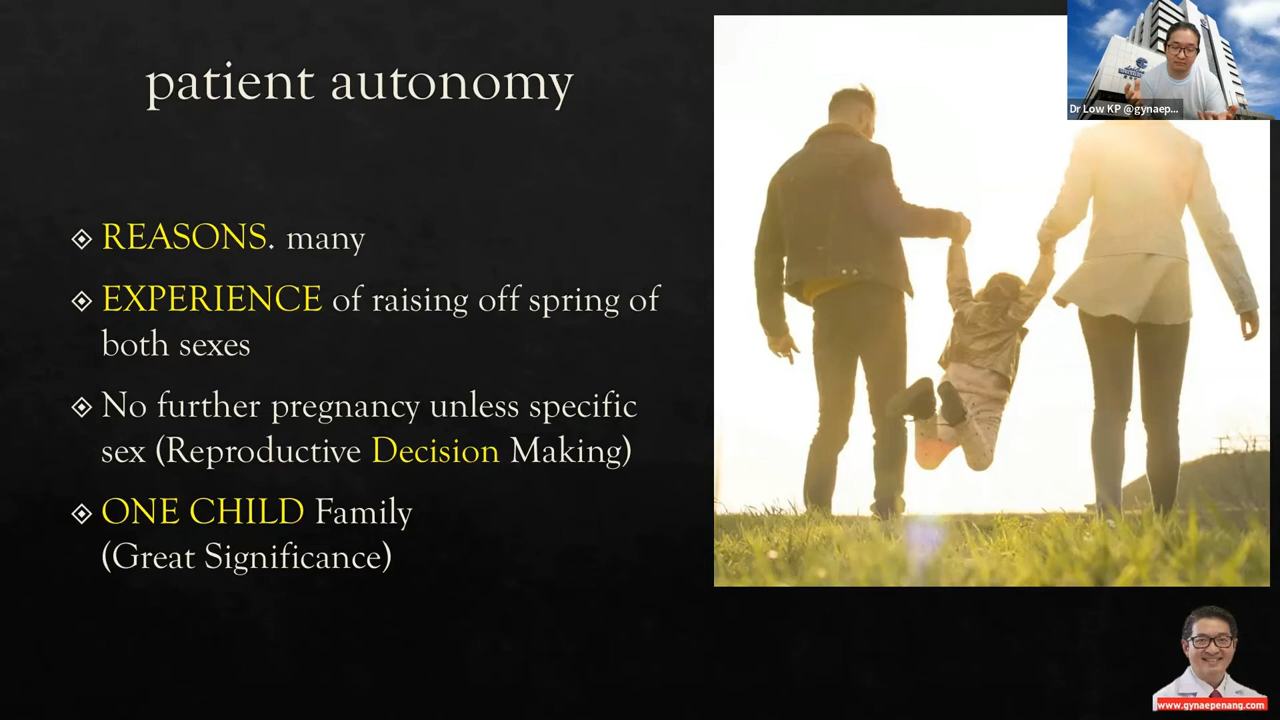 patient autonomy
REASONS. many
EXPERIENCE of raising off spring of
both sexes
No further pregnancy unless specific
sex (Reproductive Decision Making)
ONE CHILD Family
(Great Significance)
Dr Low KP @gynaep...
www.gynaepenang.com